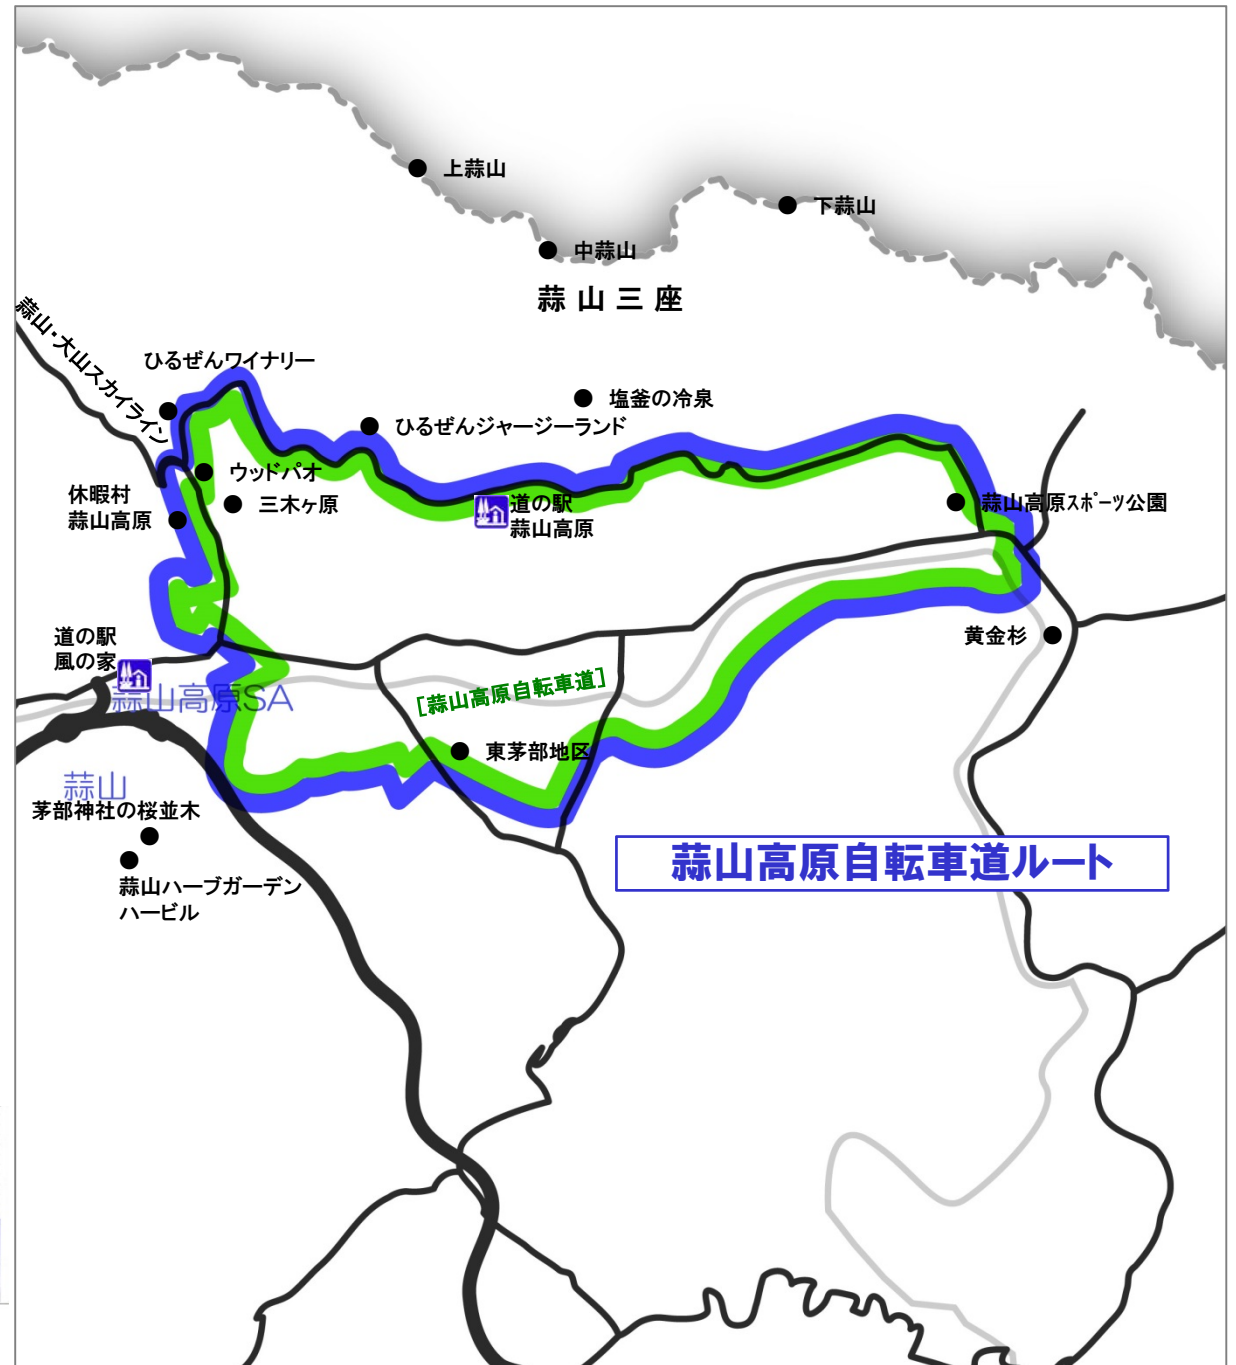 上蒜山
下蒜山
中蒜山
蒜山三座
蒜山・大山スカイライン
ひるぜんワイナリー
塩釜の冷泉
ひるぜんジャージーランド
ウッドパオ
三木ヶ原
休暇村
蒜山高原
道の駅
蒜山高原
蒜山高原スポーツ公園
道の駅
風の家
黄金杉
蒜山高原SA
[蒜山高原自転車道]
東茅部地区
蒜山
茅部神社の桜並木
蒜山高原自転車道ルート
蒜山ハーブガーデン
ハービル